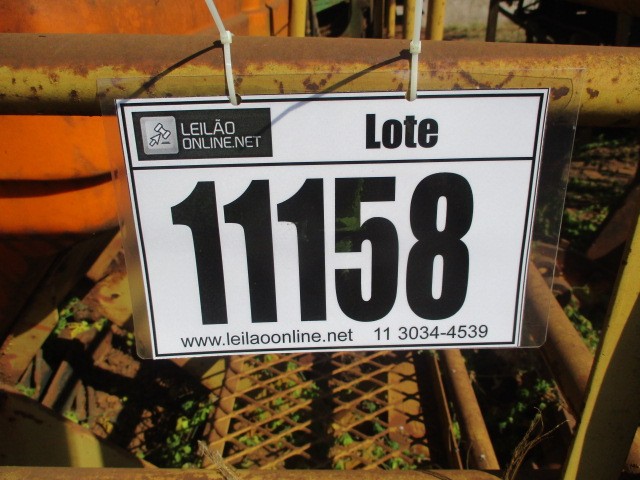 LEILÃO
ONLINE.NET
Lote
11158
www.leilaoonline.net 11 3034-4539